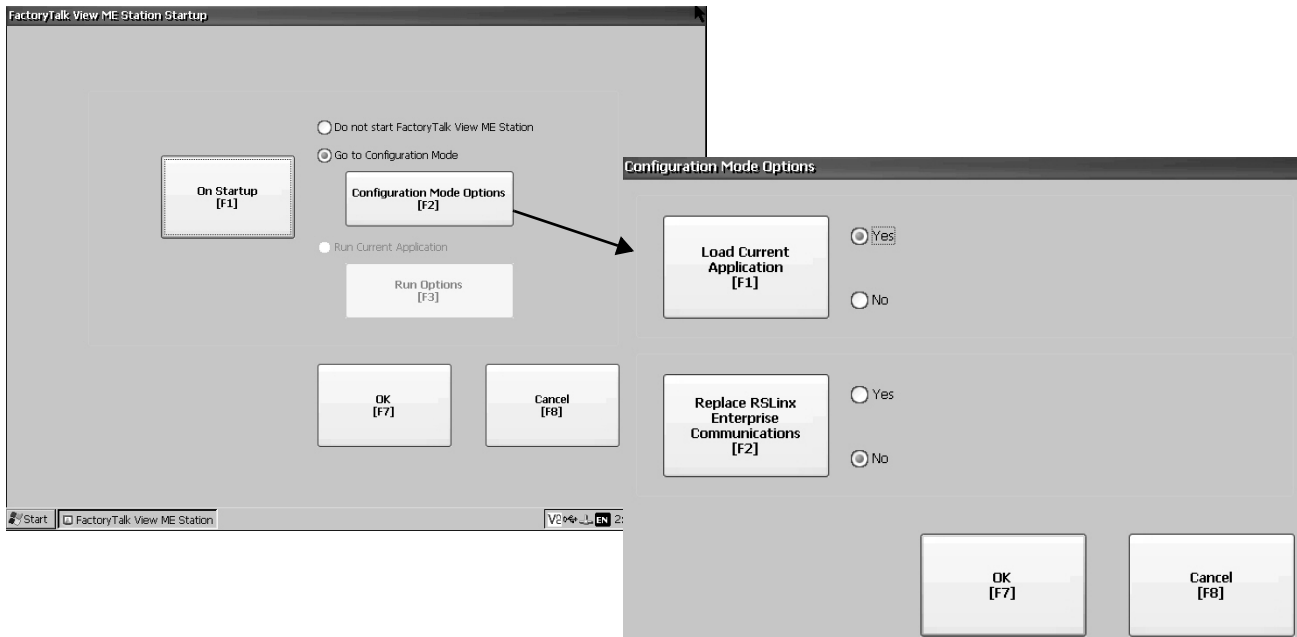 FactoryTalk View ME Station Startup
Do not start FactoryTalk View ME Station
Go to Configuration Mode
On Startup
[F1]
Configuration Mode Options
[F2]
Run Current Application
Run Options
[F3]
OK
[F7]
Cancel
[F8]
Start
FactoryTalk View ME Station
EN
2:
Configuration Mode Options
Load Current
Application
[F1]
Yes
No
Replace RSLinx
Enterprise
Communications
[F2]
Yes
No
OK
[F7]
Cancel
[F8]